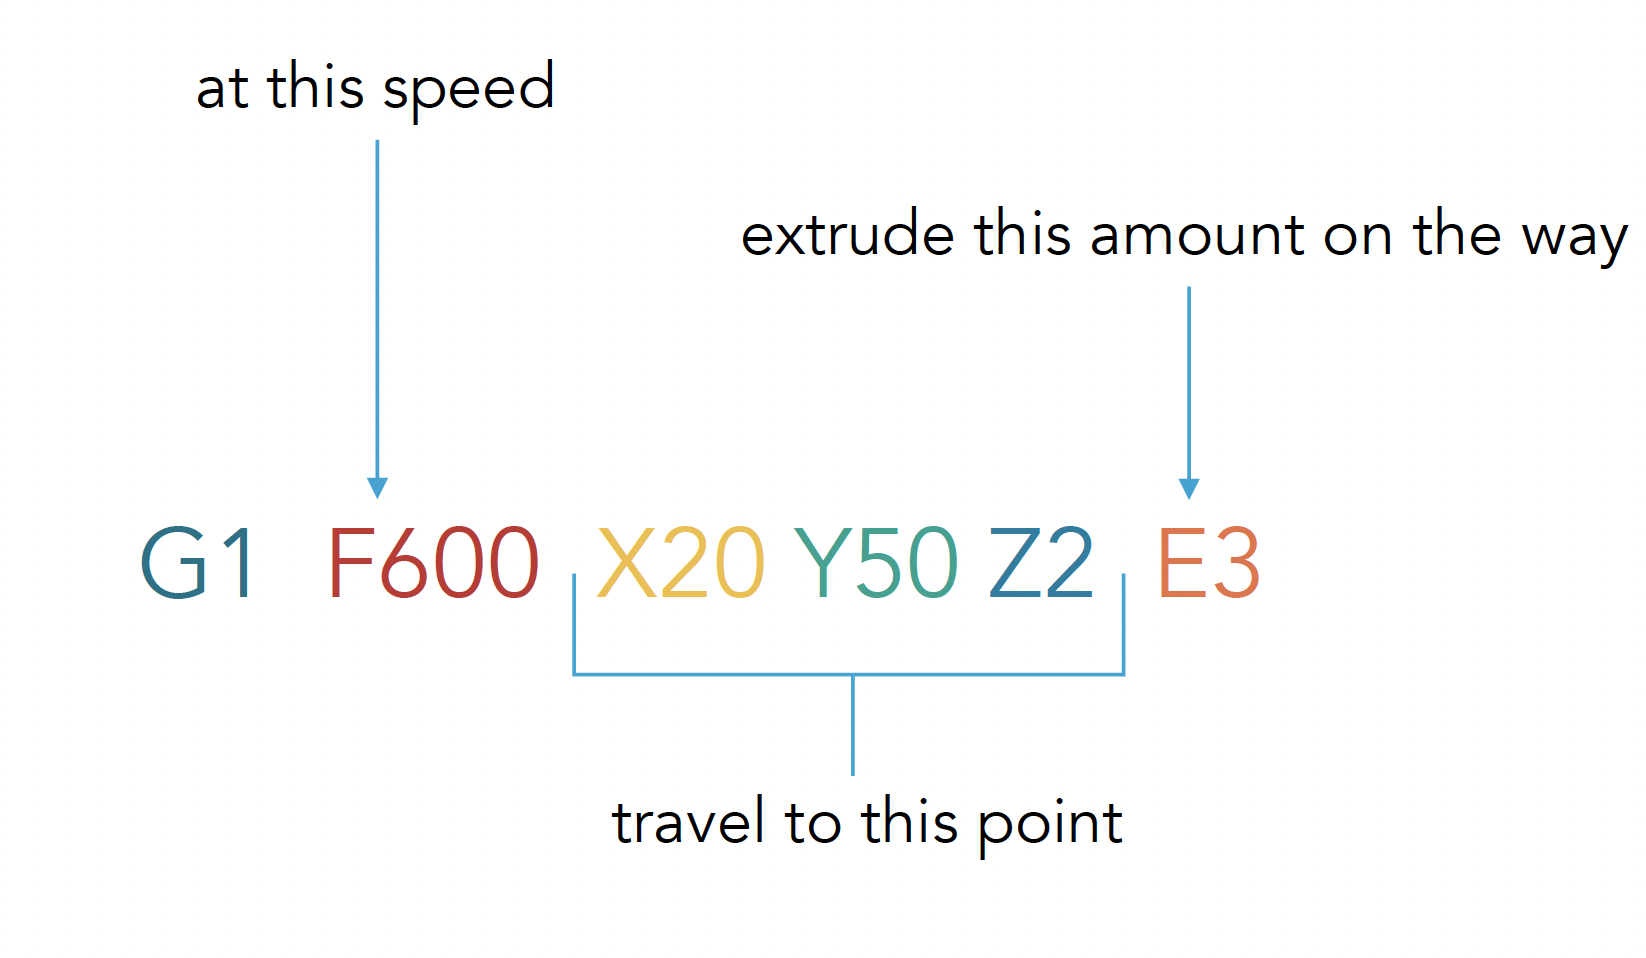 at this speed
extrude this amount on the way
G1 F600 X20 Y50 Z2 E3
travel to this point